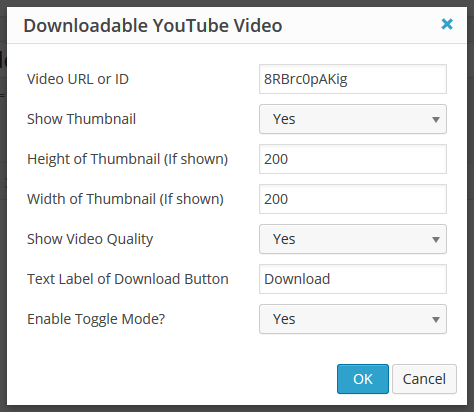 Downloadable YouTube Video
Video URL or ID 8RBrc0pAKig
Show Thumbnail Yes
Height of Thumbnail (If shown) 200
Width of Thumbnail (If shown) 200
Show Video Quality Yes
Text Label of Download Button Download
Enable Toggle Mode? Yes
OK Cancel